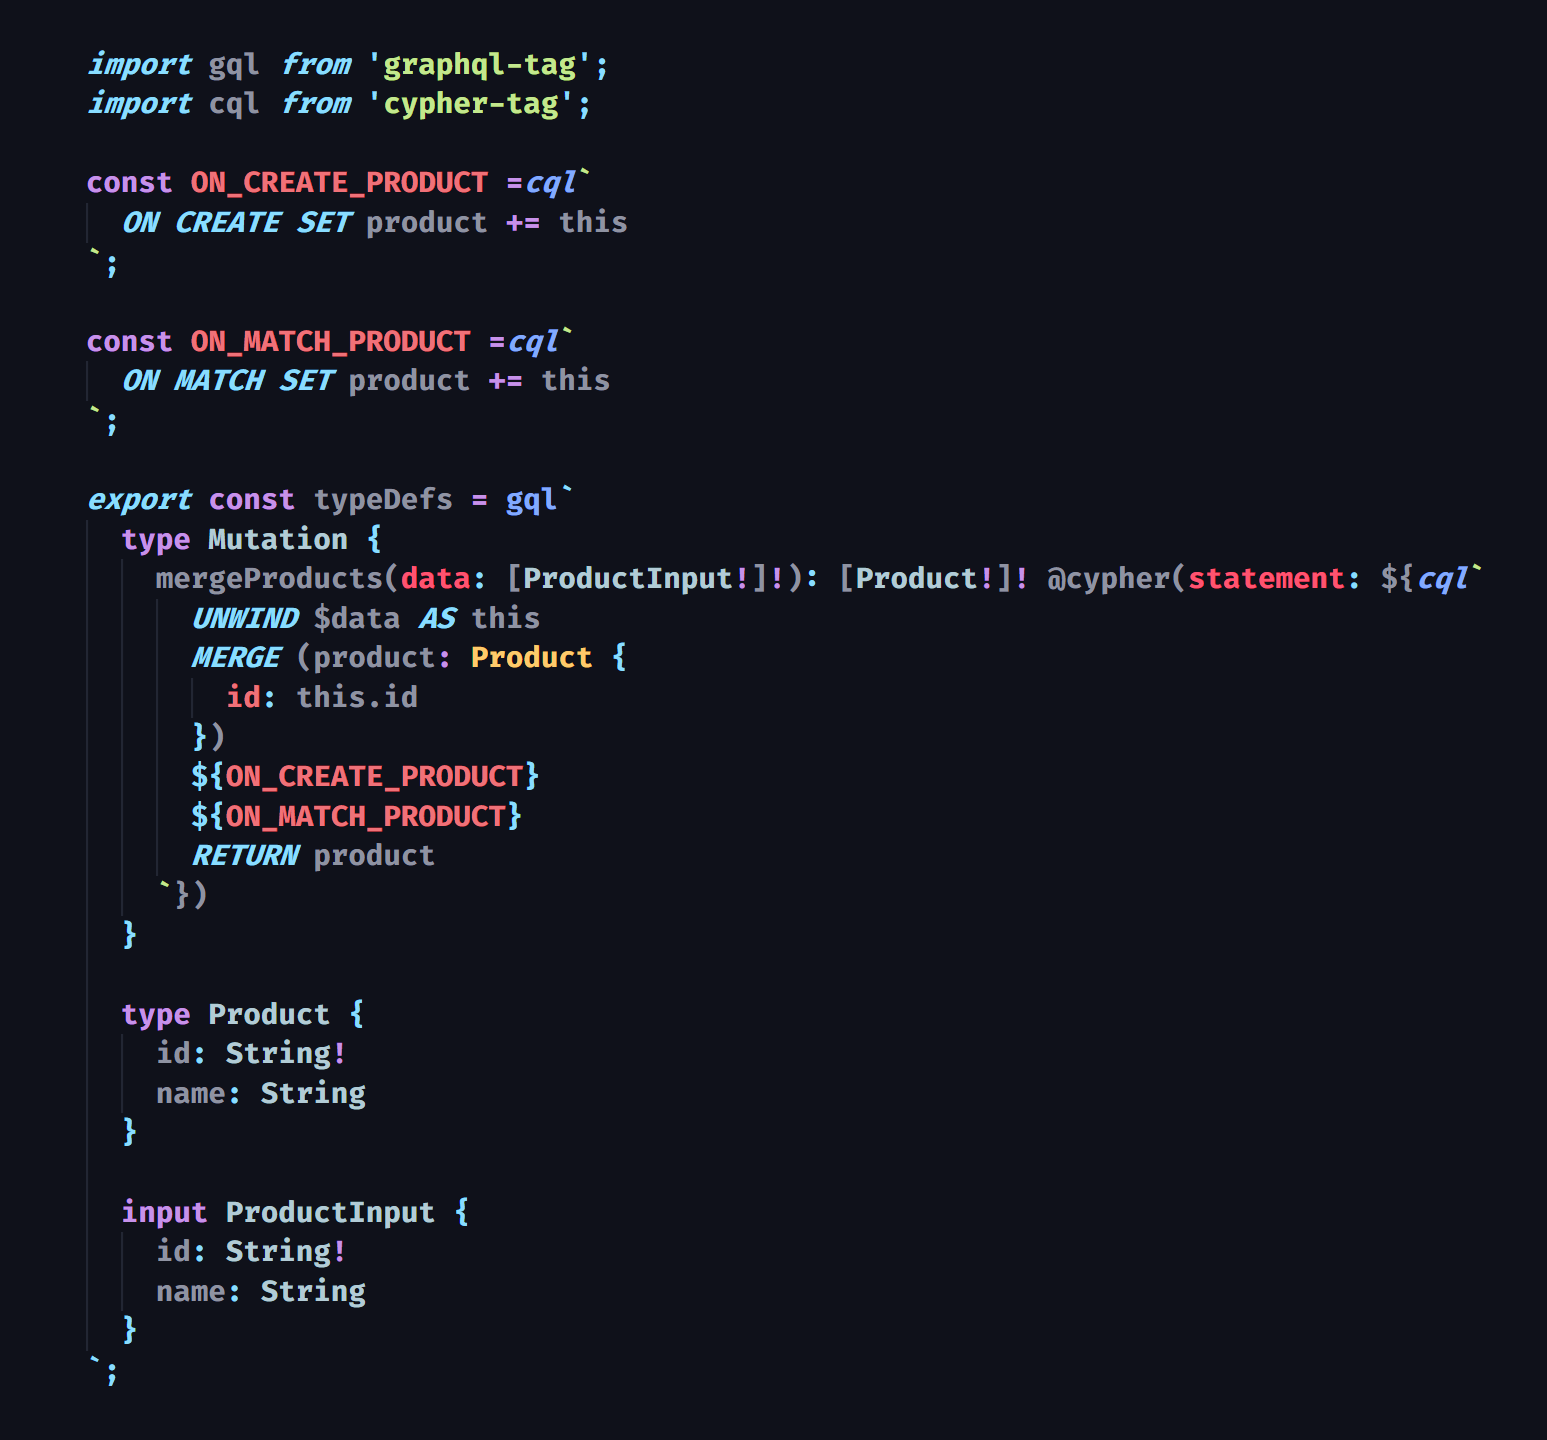 import gql from 'graphql-tag';
import cql from 'cypher-tag';

const ON_CREATE_PRODUCT =cql`
  ON CREATE SET product += this
`;

const ON_MATCH_PRODUCT =cql`
  ON MATCH SET product += this
`;

export const typeDefs = gql`
  type Mutation {
    mergeProducts(data: [ProductInput!]!): [Product!]! @cypher(statement: ${cql`
      UNWIND $data AS this
      MERGE (product: Product {
        id: this.id
      })
      ${ON_CREATE_PRODUCT}
      ${ON_MATCH_PRODUCT}
      RETURN product
    `})
  }

  type Product {
    id: String!
    name: String
  }

  input ProductInput {
    id: String!
    name: String
  }
`;